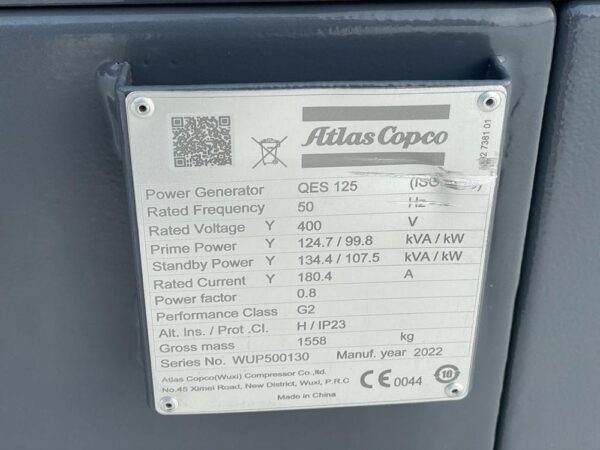 Atlas Copco
Power Generator QES 125 (ISO
Rated Frequency 50 Hz
Rated Voltage Y 400 V
Prime Power Y 124.7 / 99.8 kVA / kW
Standby Power Y 134.4 / 107.5 kVA / kW
Rated Current Y 180.4 A
Power factor 0.8
Performance Class G2
Alt. Ins. / Prot .Cl. H / IP23
Gross mass 1558 kg
Series No. WUP500130 Manuf. year 2022
Atlas Copco(Wuxi) Compressor Co.,ltd.
No.45 Ximei Road, New District, Wuxi, P.R.C
CE 0044
10
Made in China